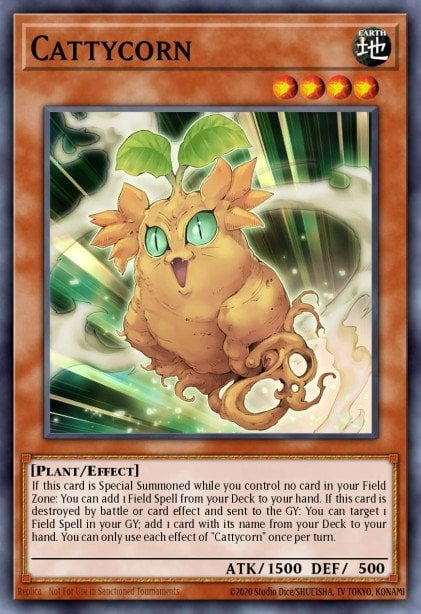 CATTYCORN
EARTH
地
[PLANT/EFFECT]
If this card is Special Summoned while you control no card in your Field
Zone: You can add 1 Field Spell from your Deck to your hand. If this card is
destroyed by battle or card effect and sent to the GY: You can target 1
Field Spell in your GY; add 1 card with its name from your Deck to
your hand. You can only use each effect of "Cattycorn" once per turn.
ATK/1500 DEF/ 500
Replica - Not For Use in Sanctioned Tournaments
©2020 Studio Dice/SHUEISHA, TV TOKYO, KONAMI